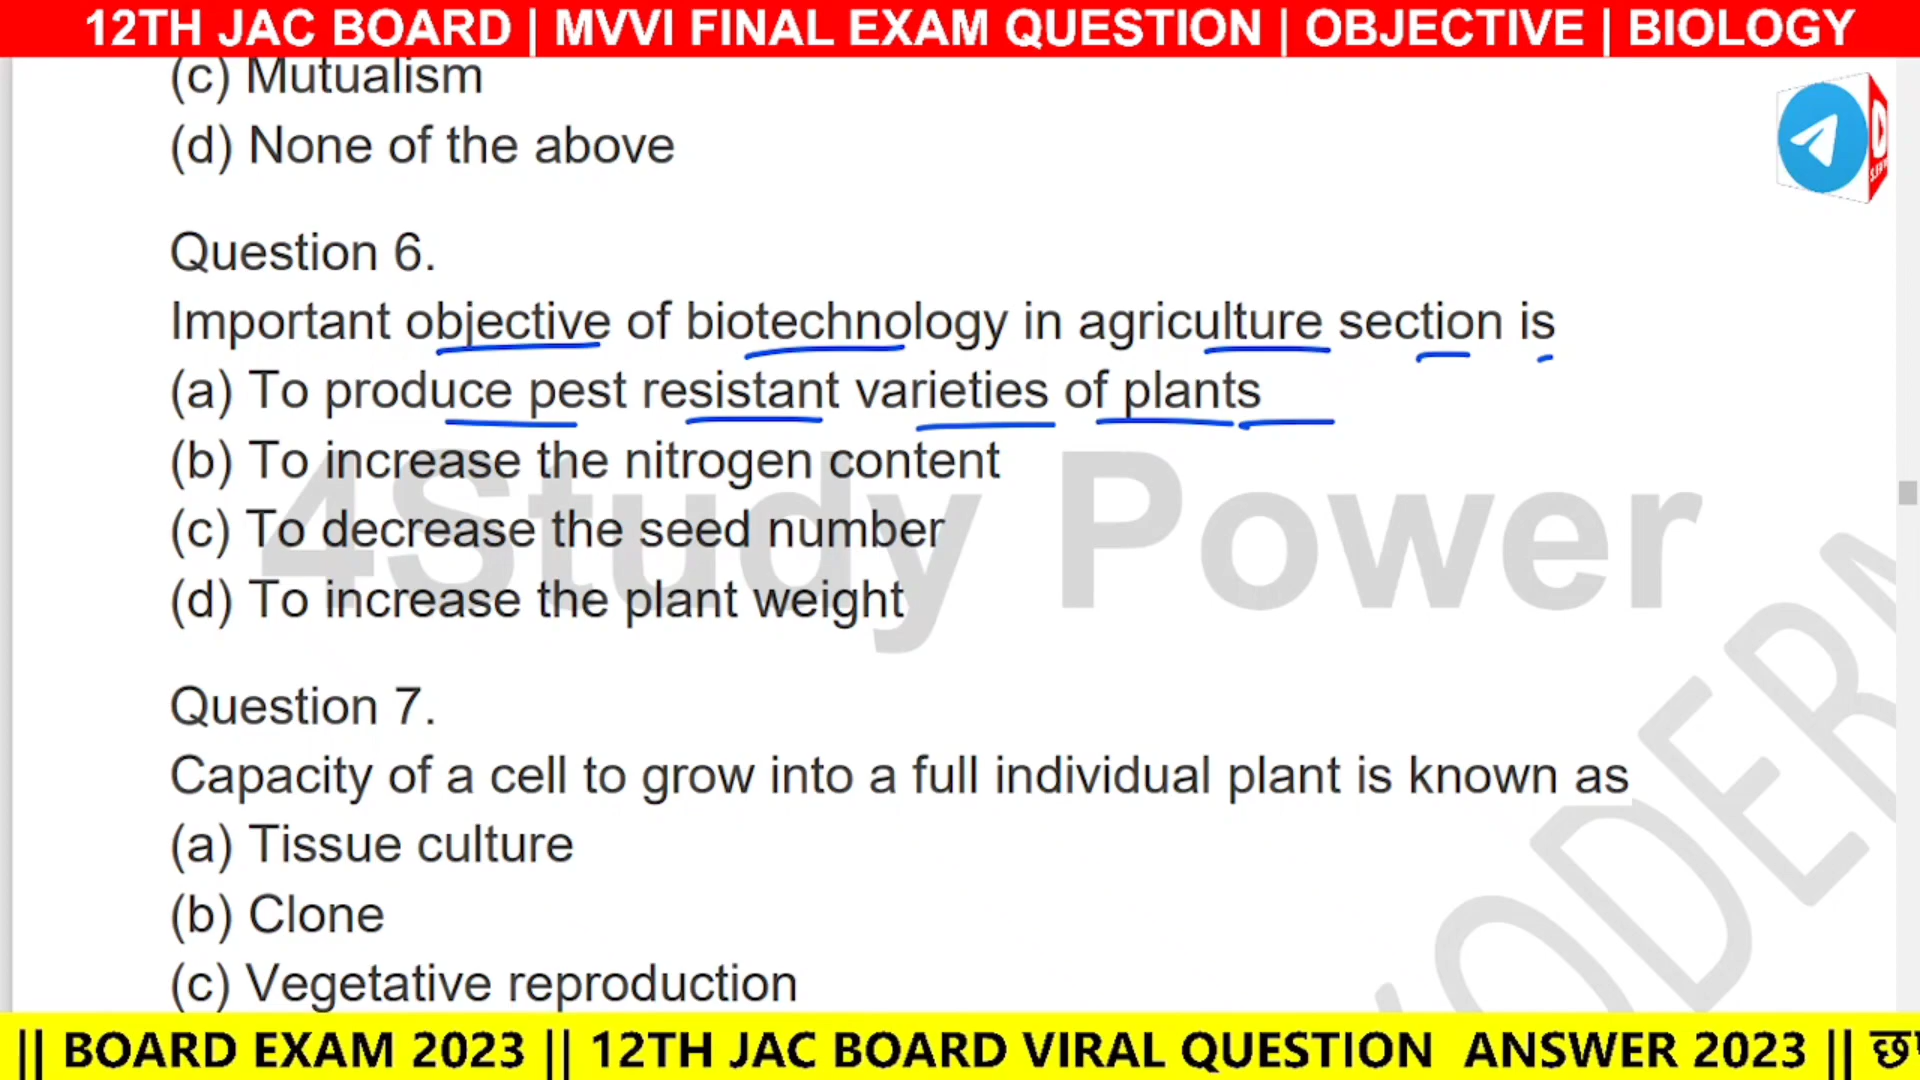 12TH JAC BOARD | MVVI FINAL EXAM QUESTION | OBJECTIVE | BIOLOGY
(c) Mutualism
(d) None of the above
Question 6.
Important objective of biotechnology in agriculture section is
(a) To produce pest resistant varieties of plants
(b) To increase the nitrogen content
(c) To decrease the seed number
(d) To increase the plant weight
4Study Power
Question 7.
Capacity of a cell to grow into a full individual plant is known as
(a) Tissue culture
(b) Clone
(c) Vegetative reproduction
|| BOARD EXAM 2023 || 12TH JAC BOARD VIRAL QUESTION ANSWER 2023 ||